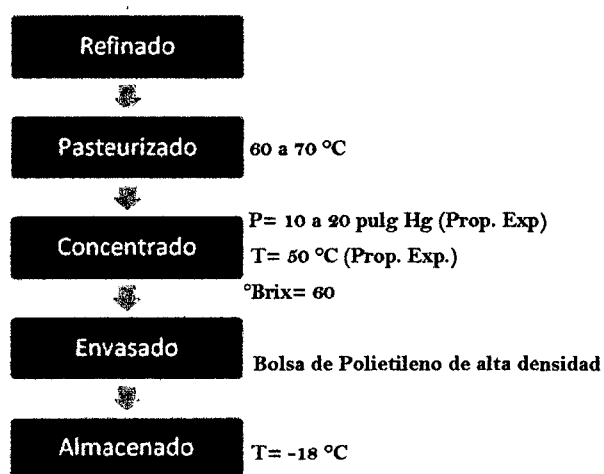 Refinado
Pasteurizado
60 a 70 °C
P= 10 a 20 pulg Hg (Prop. Exp)
Concentrado
T= 50 °C (Prop. Exp.)
°Brix= 60
Envasado
Bolsa de Polietileno de alta densidad
Almacenado
T= -18 °C